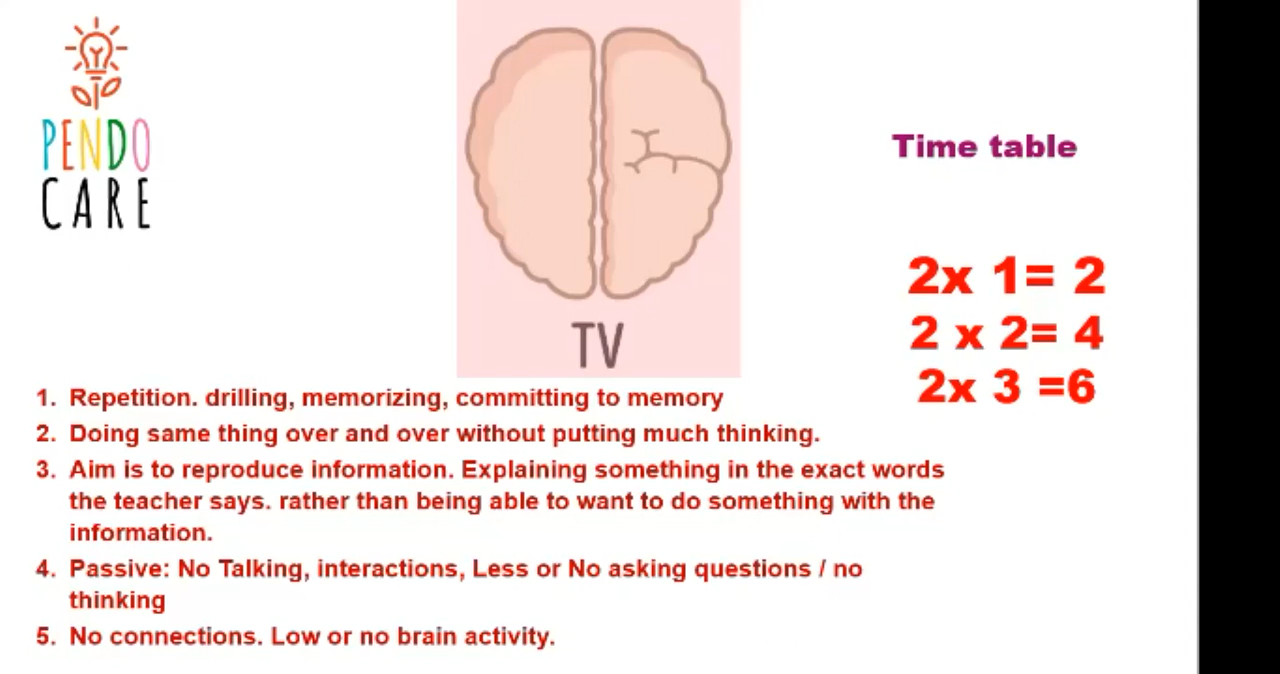 PENDO
CARE
TV
Time table
2x 1= 2
2 x 2= 4
2x 3 =6
1. Repetition. drilling, memorizing, committing to memory
2. Doing same thing over and over without putting much thinking.
3. Aim is to reproduce information. Explaining something in the exact words
the teacher says. rather than being able to want to do something with the
information.
4. Passive: No Talking, interactions, Less or No asking questions / no
thinking
5. No connections. Low or no brain activity.